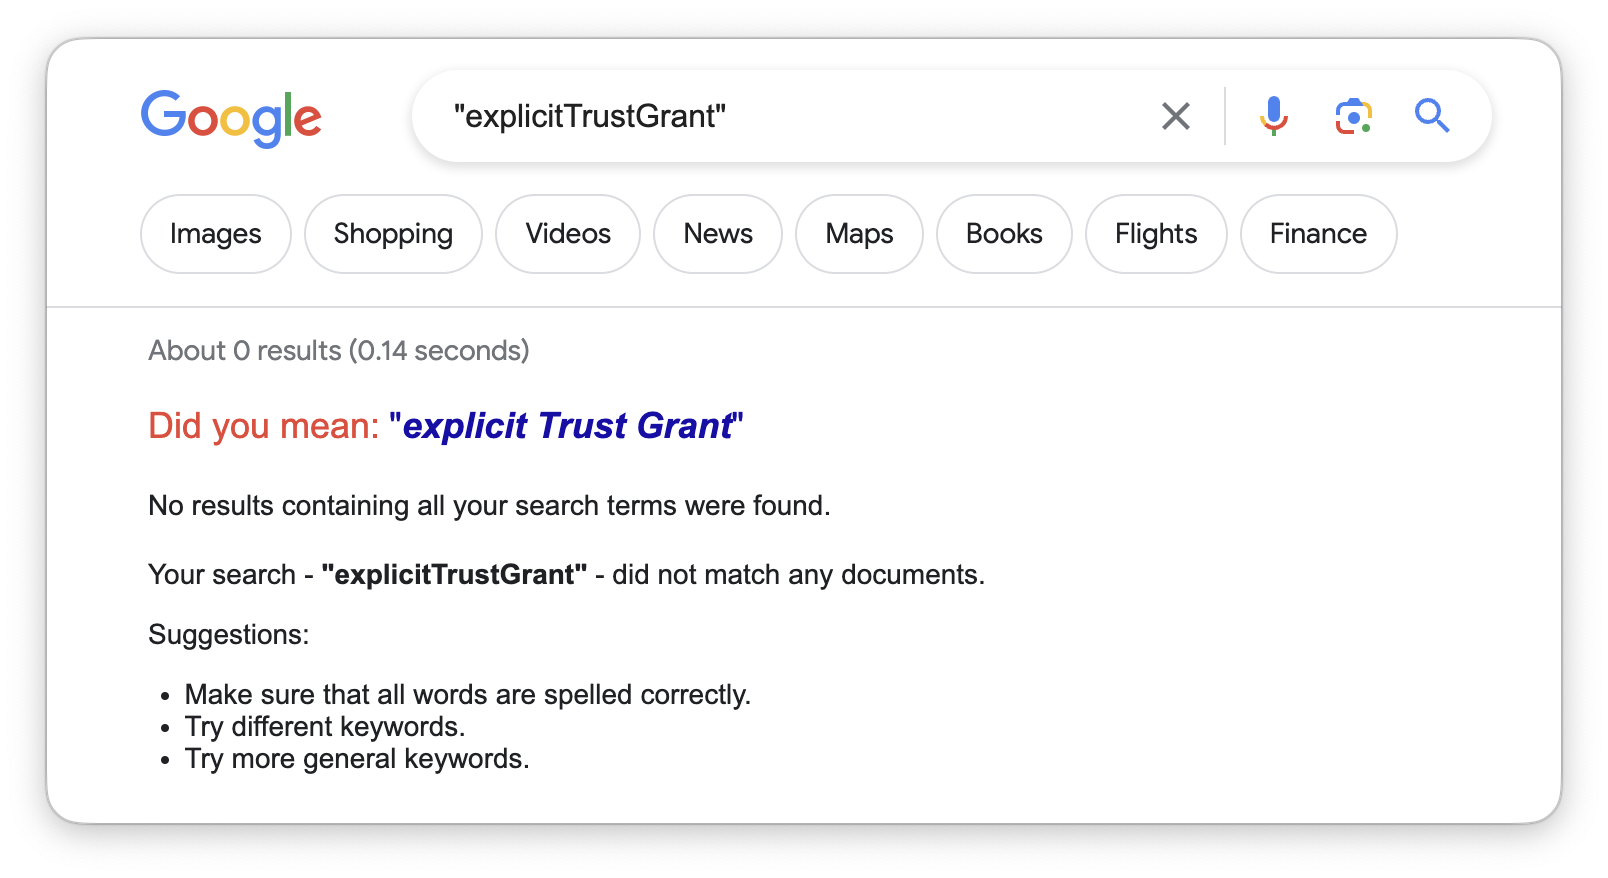 Google
"explicitTrustGrant"
Images
Shopping
Videos
News
Maps
Books
Flights
Finance
About 0 results (0.14 seconds)
Did you mean: "explicit Trust Grant"
No results containing all your search terms were found.
Your search - "explicitTrustGrant" - did not match any documents.
Suggestions:
• Make sure that all words are spelled correctly.
• Try different keywords.
• Try more general keywords.